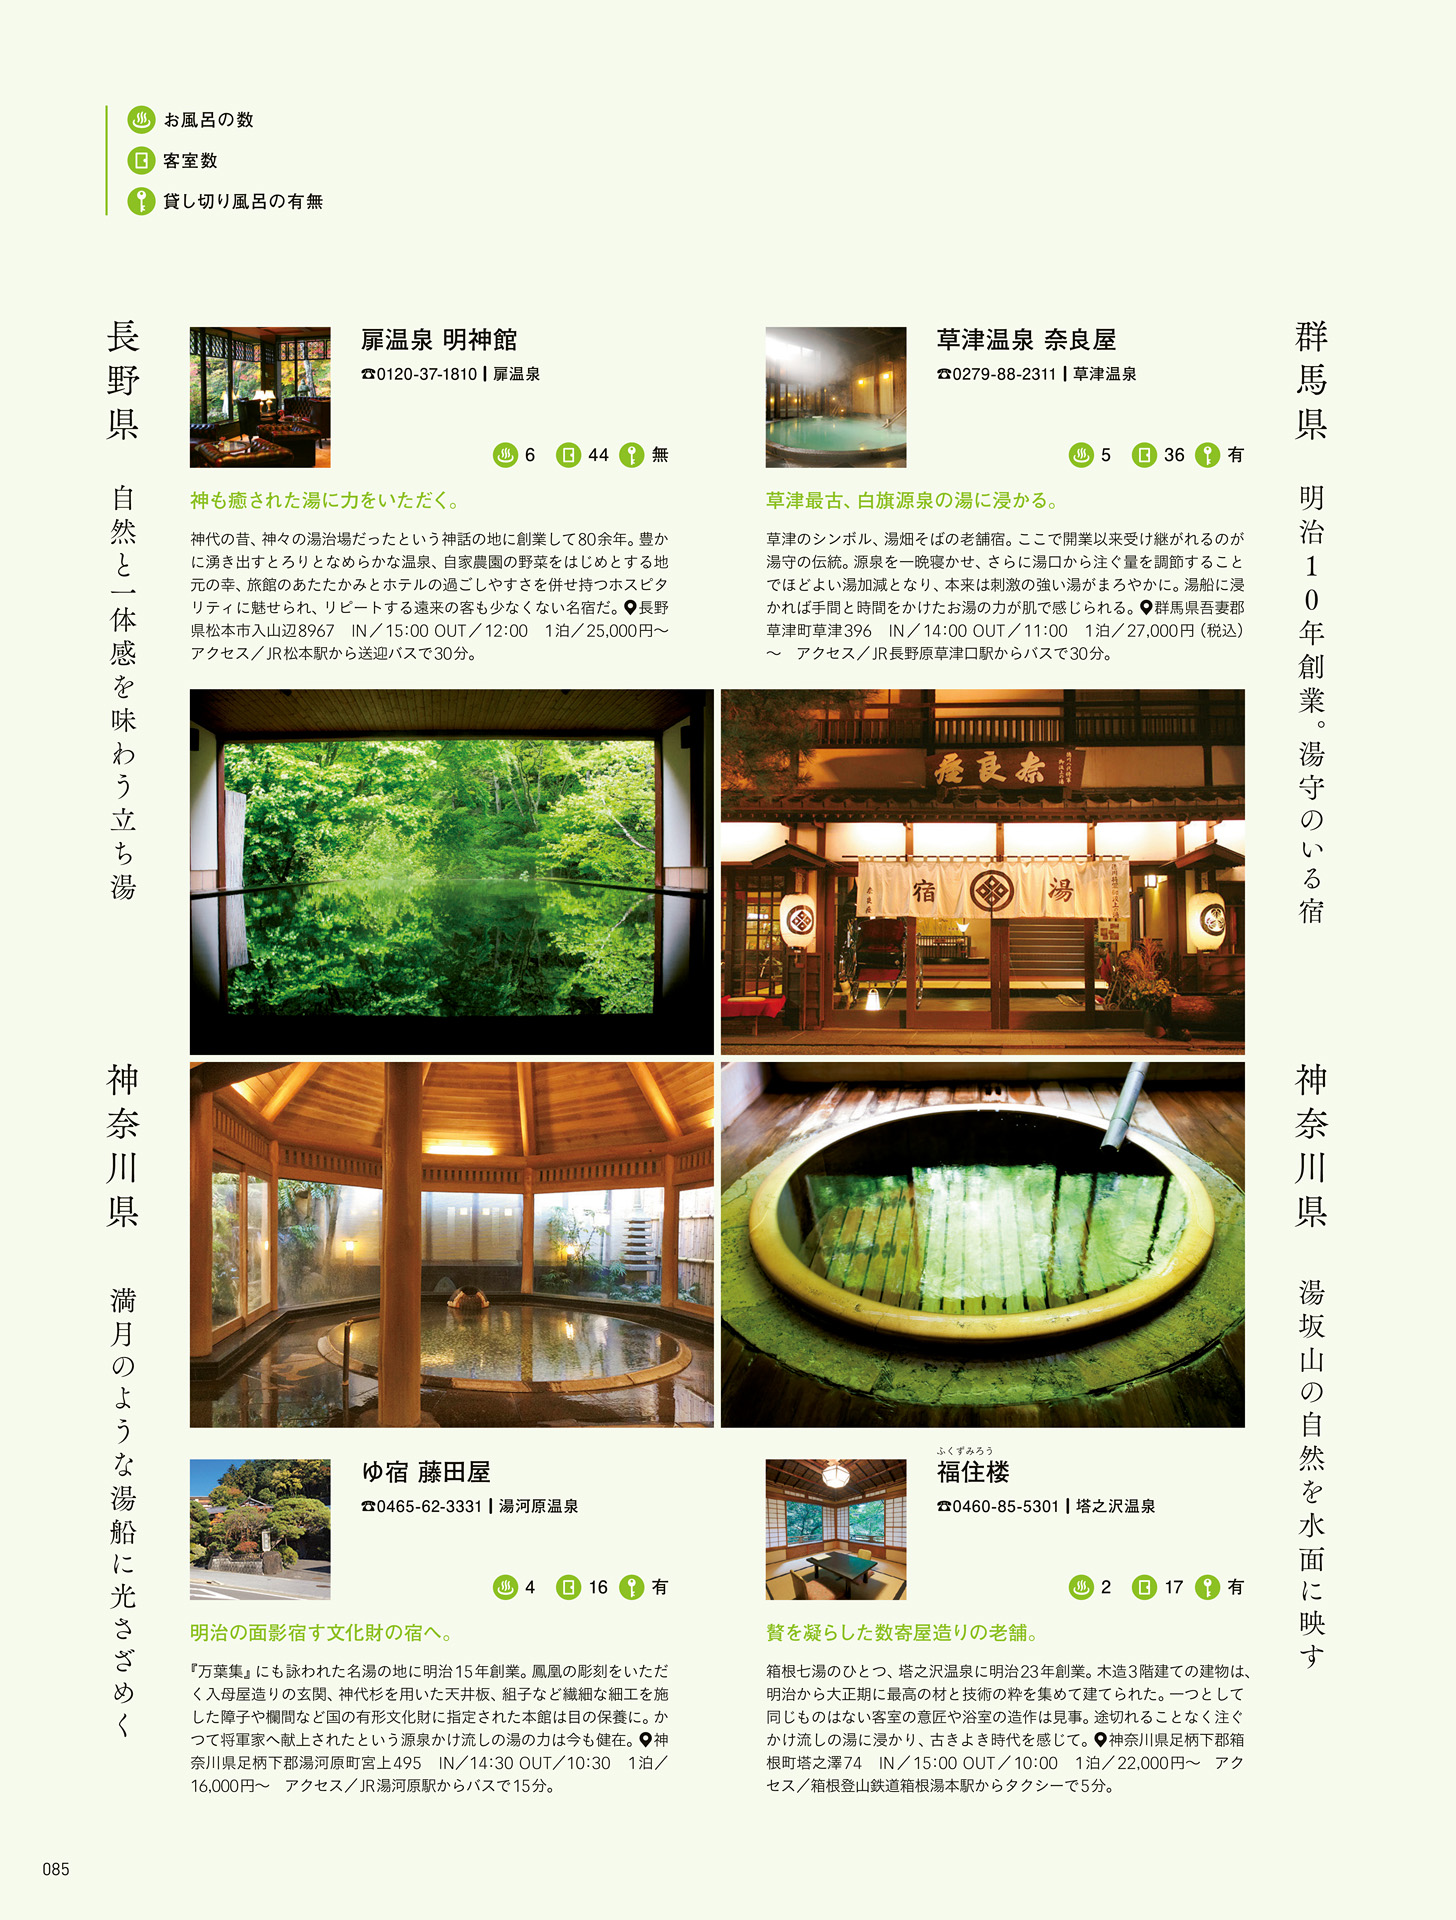 お風呂の数
客室数
貸し切り風呂の有無
群馬県　明治10年創業。湯守のいる宿
草津温泉 奈良屋
☎0279-88-2311 | 草津温泉
5 36 有
草津最古、白旗源泉の湯に浸かる。
草津のシンボル、湯畑そばの老舗宿。ここで開業以来受け継がれるのが
湯守の伝統。源泉を一晩寝かせ、さらに湯口から注ぐ量を調節すること
でほどよい湯加減となり、本来は刺激の強い湯がまろやかに。湯船に浸
かれば手間と時間をかけたお湯の力が肌で感じられる。群馬県吾妻郡
草津町草津396　IN／14:00 OUT／11:00　1泊／27,000円（税込）
～　アクセス／JR長野原草津口駅からバスで30分。
長野県　自然と一体感を味わう立ち湯
扉温泉 明神館
☎0120-37-1810 | 扉温泉
6 44 無
神も癒された湯に力をいただく。
神代の昔、神々の湯治場だったという神話の地に創業して80余年。豊か
に湧き出すとろりとなめらかな温泉、自家農園の野菜をはじめとする地
元の幸、旅館のあたたかみとホテルの過ごしやすさを併せ持つホスピタ
リティに魅せられ、リピートする遠来の客も少なくない名宿だ。長野
県松本市入山辺8967　IN／15:00 OUT／12:00　1泊／25,000円～
アクセス／JR松本駅から送迎バスで30分。
奈良屋
宿 湯
奈良屋
神奈川県　湯坂山の自然を水面に映す
ふくずみろう
福住楼
☎0460-85-5301 | 塔之沢温泉
2 17 有
贅を凝らした数寄屋造りの老舗。
箱根七湯のひとつ、塔之沢温泉に明治23年創業。木造3階建ての建物は、
明治から大正期に最高の材と技術の粋を集めて建てられた。一つとして
同じものはない客室の意匠や浴室の造作は見事。途切れることなく注ぐ
かけ流しの湯に浸かり、古きよき時代を感じて。神奈川県足柄下郡箱
根町塔之澤74　IN／15:00 OUT／10:00　1泊／22,000円～　アク
セス／箱根登山鉄道箱根湯本駅からタクシーで5分。
神奈川県　満月のような湯船に光さざめく
ゆ宿 藤田屋
☎0465-62-3331 | 湯河原温泉
4 16 有
明治の面影宿す文化財の宿へ。
『万葉集』にも詠われた名湯の地に明治15年創業。鳳凰の彫刻をいただ
く入母屋造りの玄関、神代杉を用いた天井板、組子など繊細な細工を施
した障子や欄間など国の有形文化財に指定された本館は目の保養に。か
つて将軍家へ献上されたという源泉かけ流しの湯の力は今も健在。神
奈川県足柄下郡湯河原町宮上495　IN／14:30 OUT／10:30　1泊／
16,000円～　アクセス／JR湯河原駅からバスで15分。
085